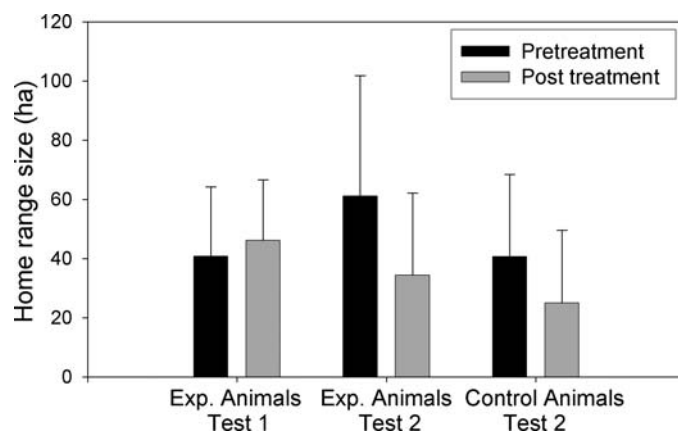 120
100
80
60
40
20
0
Home range size (ha)
Pretreatment
Post treatment
Exp. Animals Test 1
Exp. Animals Test 2
Control Animals Test 2